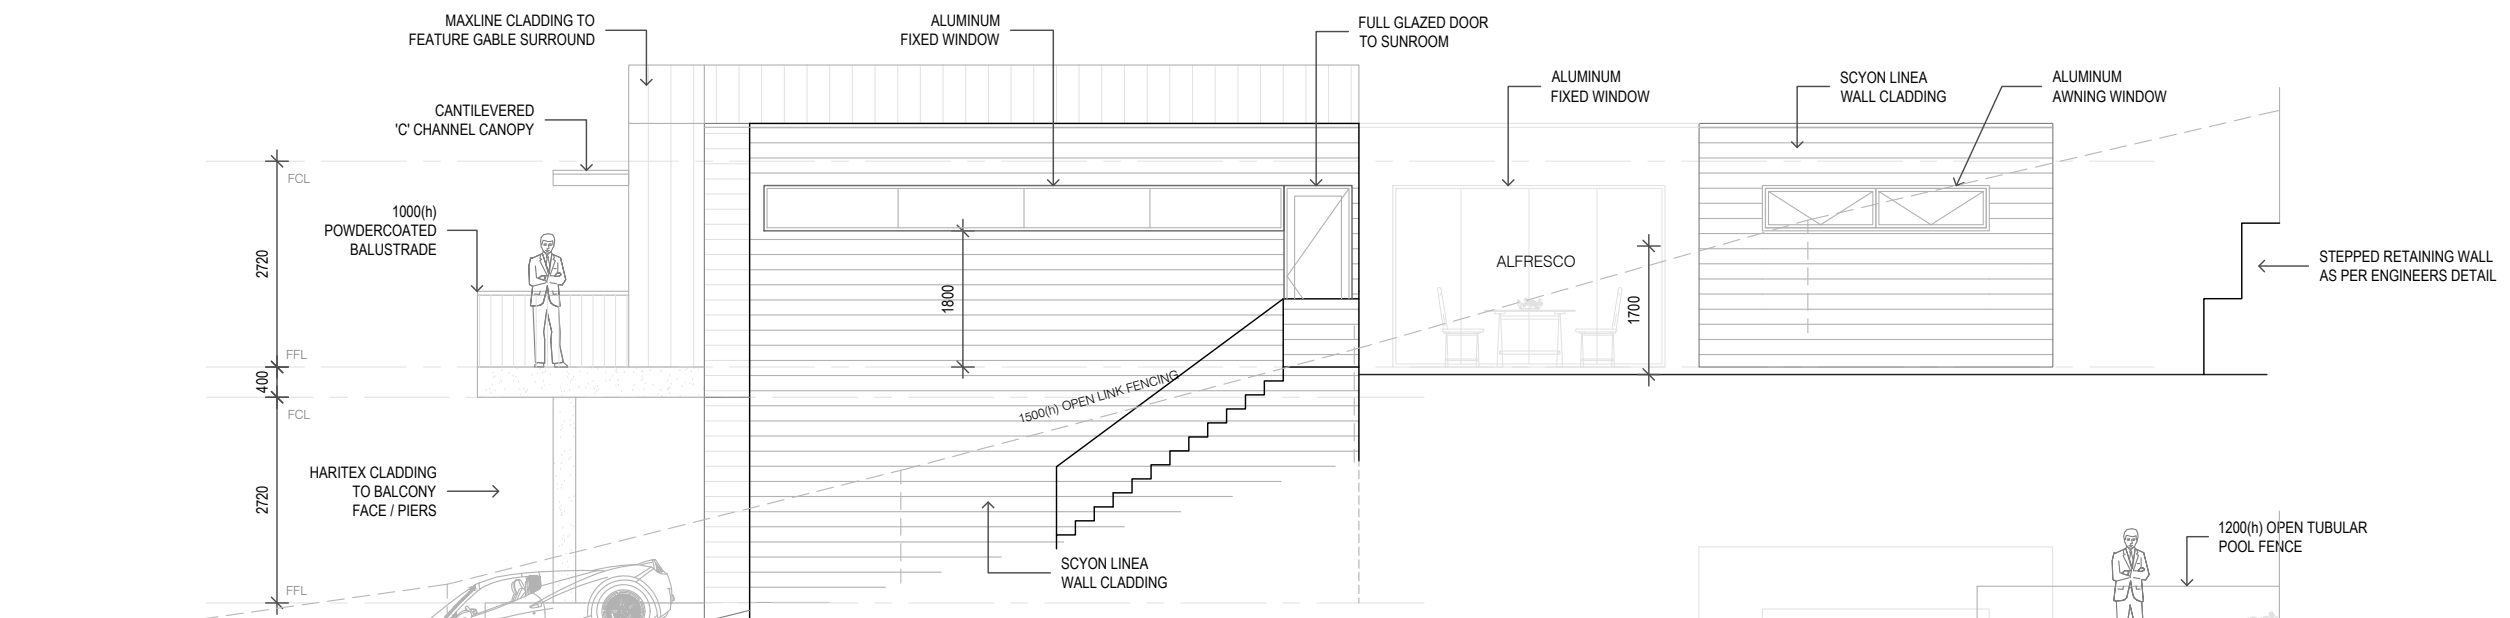 MAXLINE CLADDING TO
FEATURE GABLE SURROUND
ALUMINUM
FIXED WINDOW
FULL GLAZED DOOR
TO SUNROOM
ALUMINUM
FIXED WINDOW
SCYON LINEA
WALL CLADDING
ALUMINUM
AWNING WINDOW
CANTILEVERED
'C' CHANNEL CANOPY
FCL
1000(h)
POWDERCOATED
BALUSTRADE
2720
1800
ALFRESCO
1700
STEPPED RETAINING WALL
AS PER ENGINEERS DETAIL
FFL
400
FCL
1500(h) OPEN LINK FENCING
HARITEX CLADDING
TO BALCONY
FACE / PIERS
2720
SCYON LINEA
WALL CLADDING
1200(h) OPEN TUBULAR
POOL FENCE
FFL